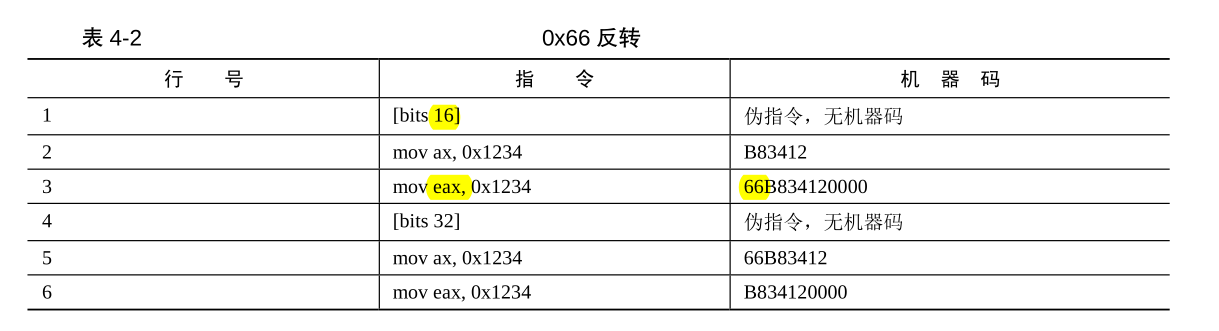 表 4-2 0x66 反转
行 号 指 令 机 器 码
1 [bits 16] 伪指令，无机器码
2 mov ax, 0x1234 B83412
3 mov eax, 0x1234 66B834120000
4 [bits 32] 伪指令，无机器码
5 mov ax, 0x1234 66B83412
6 mov eax, 0x1234 B834120000